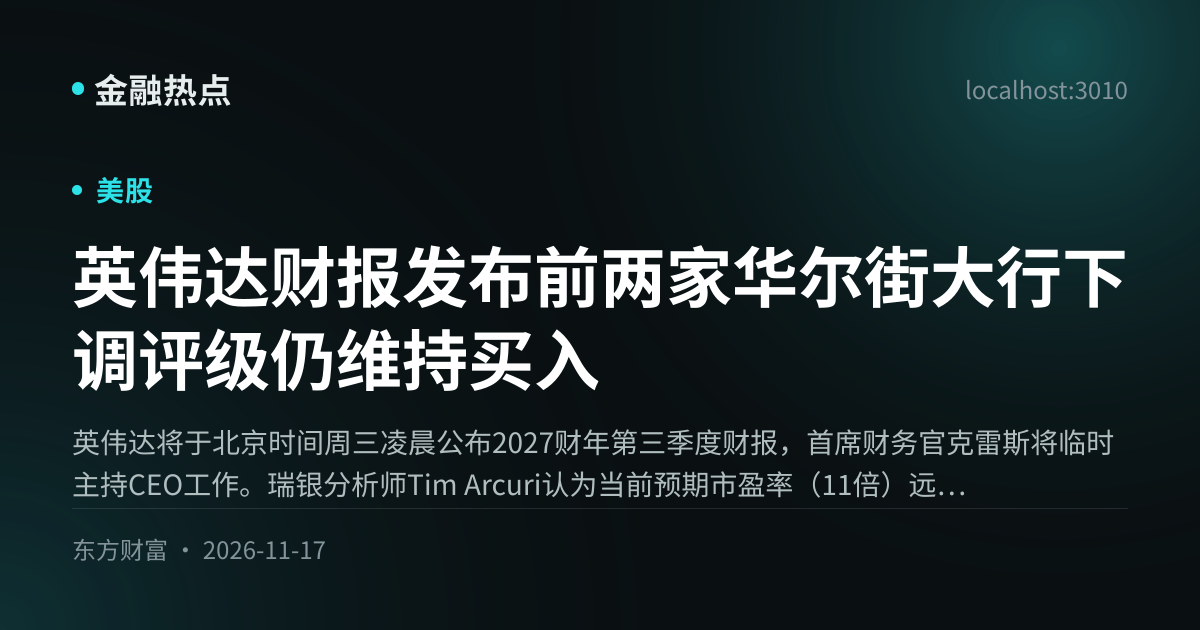 金融热点
localhost:3010
美股
英伟达财报发布前两家华尔街大行下
调评级仍维持买入
英伟达将于北京时间周三凌晨公布2027财年第三季度财报，首席财务官克雷斯将临时
主持CEO工作。瑞银分析师Tim Arcuri认为当前预期市盈率（11倍）远…
东方财富 • 2026-11-17